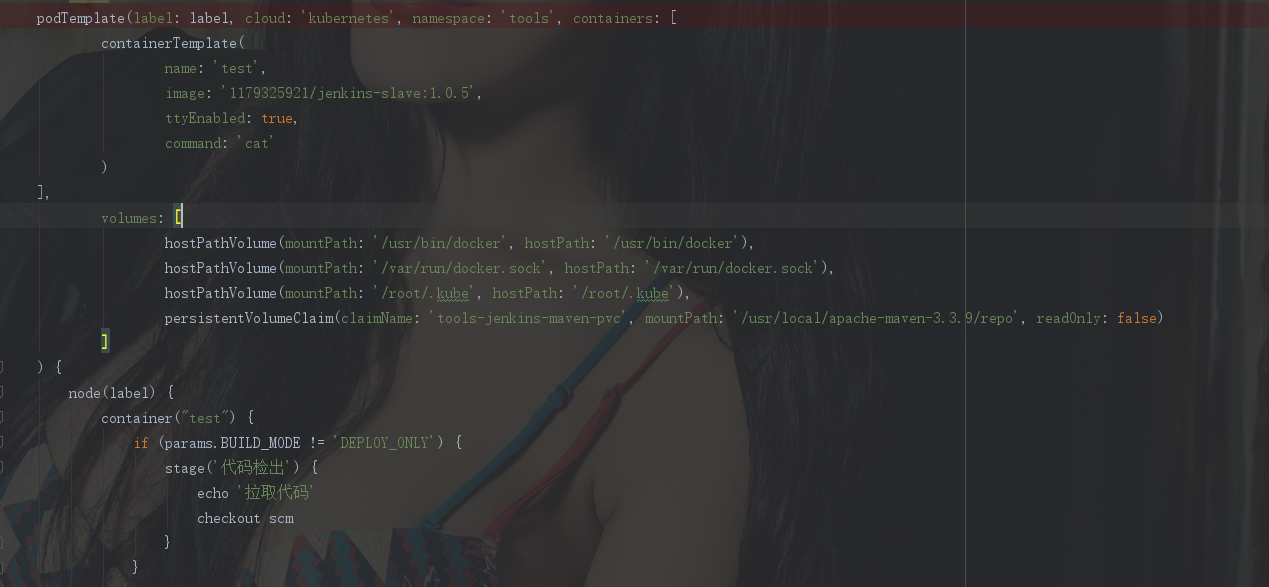 podTemplate(label: label, cloud: 'kubernetes', namespace: 'tools', containers: [
containerTemplate(
name: 'test',
image: '1179325921/jenkins-slave:1.0.5',
ttyEnabled: true,
command: 'cat'
)
],
volumes: [
hostPathVolume(mountPath: '/usr/bin/docker', hostPath: '/usr/bin/docker'),
hostPathVolume(mountPath: '/var/run/docker.sock', hostPath: '/var/run/docker.sock'),
hostPathVolume(mountPath: '/root/.kube', hostPath: '/root/.kube'),
persistentVolumeClaim(claimName: 'tools-jenkins-maven-pvc', mountPath: '/usr/local/apache-maven-3.3.9/repo', readOnly: false)
]
) {
node(label) {
container("test") {
if (params.BUILD_MODE != 'DEPLOY_ONLY') {
stage('代码检出') {
echo '拉取代码'
checkout scm
}
}